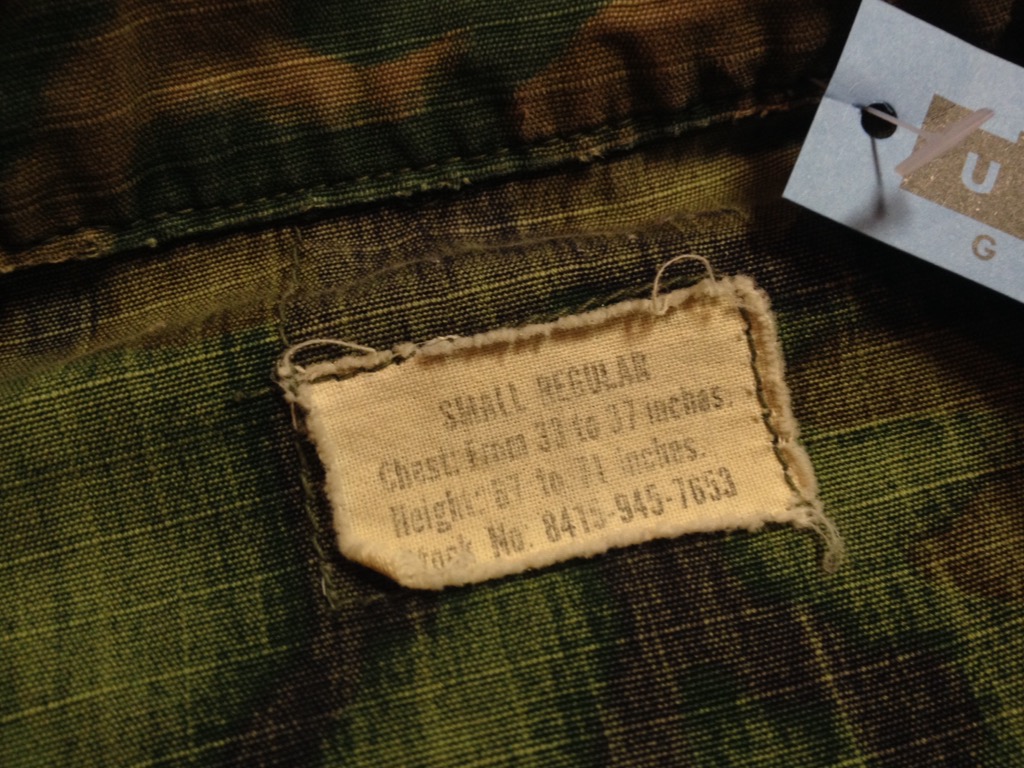 SMALL REGULAR
Chest: From 33 to 37 inches.
Height: 67 to 71 inches.
Stock No. 8415-945-7653
U
G